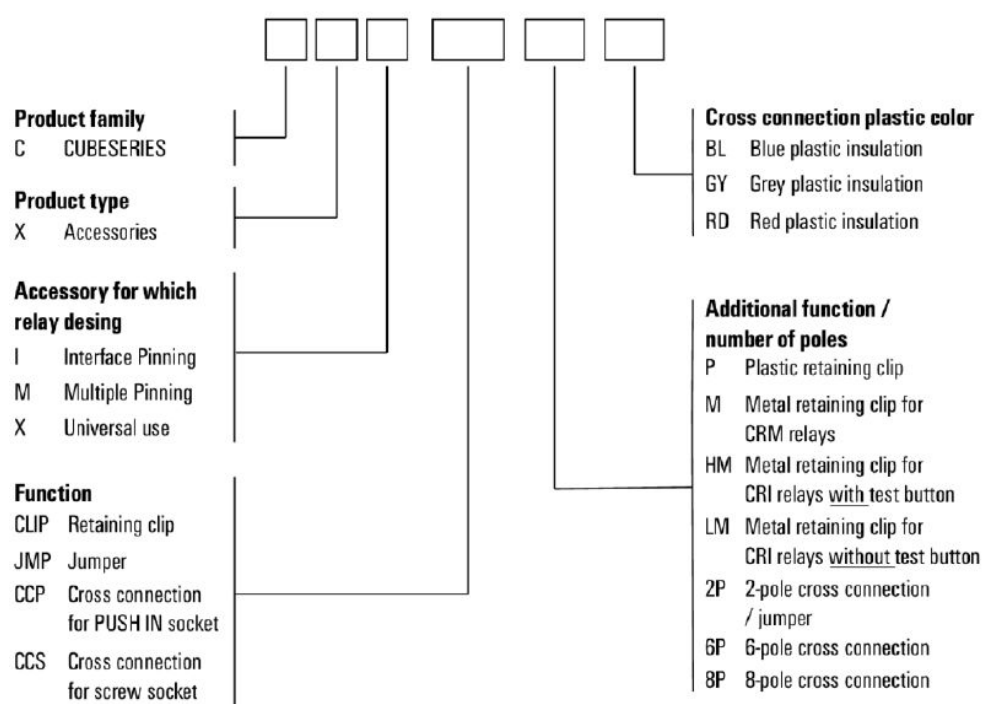 Product family
C CUBESERIES
Product type
X Accessories
Accessory for which
relay desing
I Interface Pinning
M Multiple Pinning
X Universal use
Function
CLIP Retaining clip
JMP Jumper
CCP Cross connection
for PUSH IN socket
CCS Cross connection
for screw socket
Cross connection plastic color
BL Blue plastic insulation
GY Grey plastic insulation
RD Red plastic insulation
Additional function /
number of poles
P Plastic retaining clip
M Metal retaining clip for
CRM relays
HM Metal retaining clip for
CRI relays with test button
LM Metal retaining clip for
CRI relays without test button
2P 2-pole cross connection
/ jumper
6P 6-pole cross connection
8P 8-pole cross connection